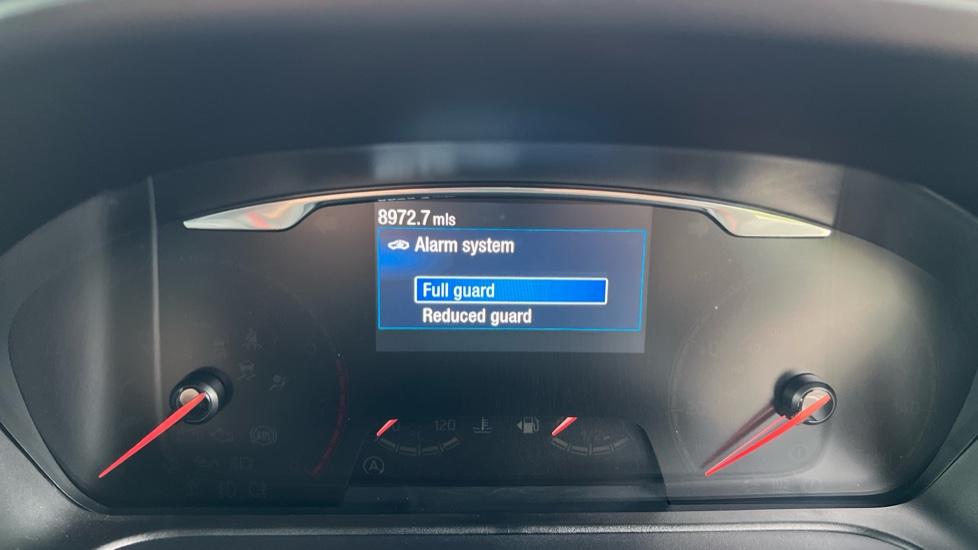 8972.7 mls
Alarm system
Full guard
Reduced guard
120